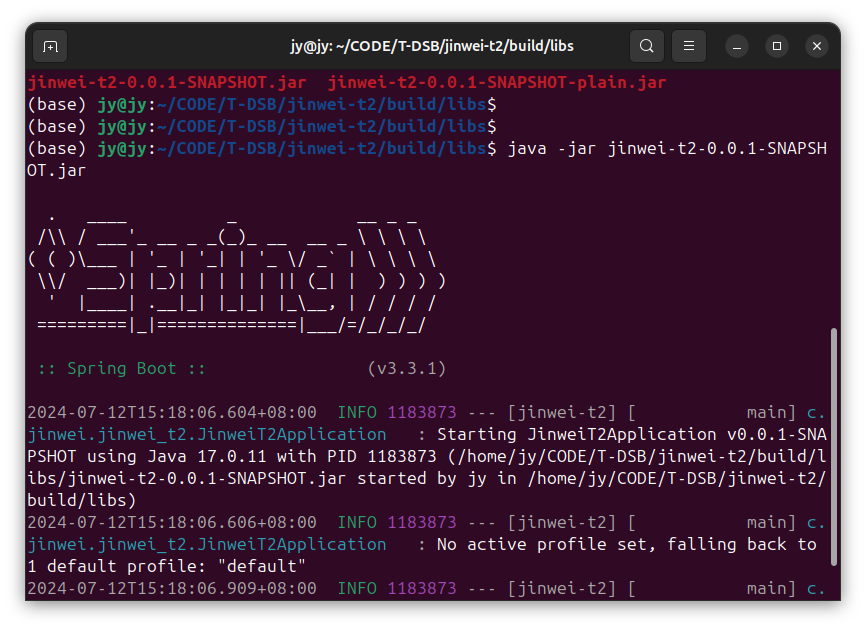 jy@jy: ~/CODE/T-DSB/jinwei-t2/build/libs
jinwei-t2-0.0.1-SNAPSHOT.jar  jinwei-t2-0.0.1-SNAPSHOT-plain.jar
(base) jy@jy:~/CODE/T-DSB/jinwei-t2/build/libs$
(base) jy@jy:~/CODE/T-DSB/jinwei-t2/build/libs$
(base) jy@jy:~/CODE/T-DSB/jinwei-t2/build/libs$ java -jar jinwei-t2-0.0.1-SNAPSH
OT.jar

  .   ____          _            __ _ _
 /\\ / ___'_ __ _ _(_)_ __  __ _ \ \ \ \
( ( )\___ | '_ | '_| | '_ \/ _` | \ \ \ \
 \\/  ___)| |_)| | | | | || (_| |  ) ) ) )
  '  |____| .__|_| |_|_| |_\__, | / / / /
 =========|_|==============|___/=/_/_/_/

 :: Spring Boot ::                (v3.3.1)

2024-07-12T15:18:06.604+08:00  INFO 1183873 --- [jinwei-t2] [           main] c.
jinwei.jinwei_t2.JinweiT2Application   : Starting JinweiT2Application v0.0.1-SNA
PSHOT using Java 17.0.11 with PID 1183873 (/home/jy/CODE/T-DSB/jinwei-t2/build/l
ibs/jinwei-t2-0.0.1-SNAPSHOT.jar started by jy in /home/jy/CODE/T-DSB/jinwei-t2/
build/libs)
2024-07-12T15:18:06.606+08:00  INFO 1183873 --- [jinwei-t2] [           main] c.
jinwei.jinwei_t2.JinweiT2Application   : No active profile set, falling back to
1 default profile: "default"
2024-07-12T15:18:06.909+08:00  INFO 1183873 --- [jinwei-t2] [           main] c.